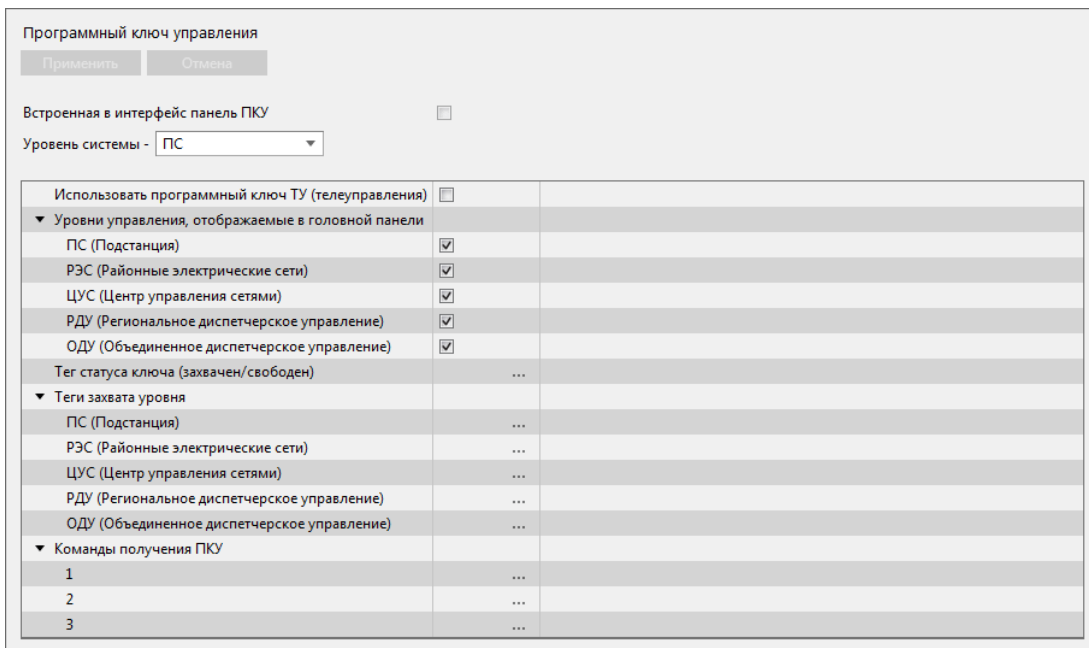 Программный ключ управления
Применить Отмена
Встроенная в интерфейс панель ПКУ
Уровень системы - ПС
Использовать программный ключ ТУ (телеуправления)
Уровни управления, отображаемые в головной панели
ПС (Подстанция)
РЭС (Районные электрические сети)
ЦУС (Центр управления сетями)
РДУ (Региональное диспетчерское управление)
ОДУ (Объединенное диспетчерское управление)
Тег статуса ключа (захвачен/свободен) ...
Теги захвата уровня
ПС (Подстанция) ...
РЭС (Районные электрические сети) ...
ЦУС (Центр управления сетями) ...
РДУ (Региональное диспетчерское управление) ...
ОДУ (Объединенное диспетчерское управление) ...
Команды получения ПКУ
1 ...
2 ...
3 ...